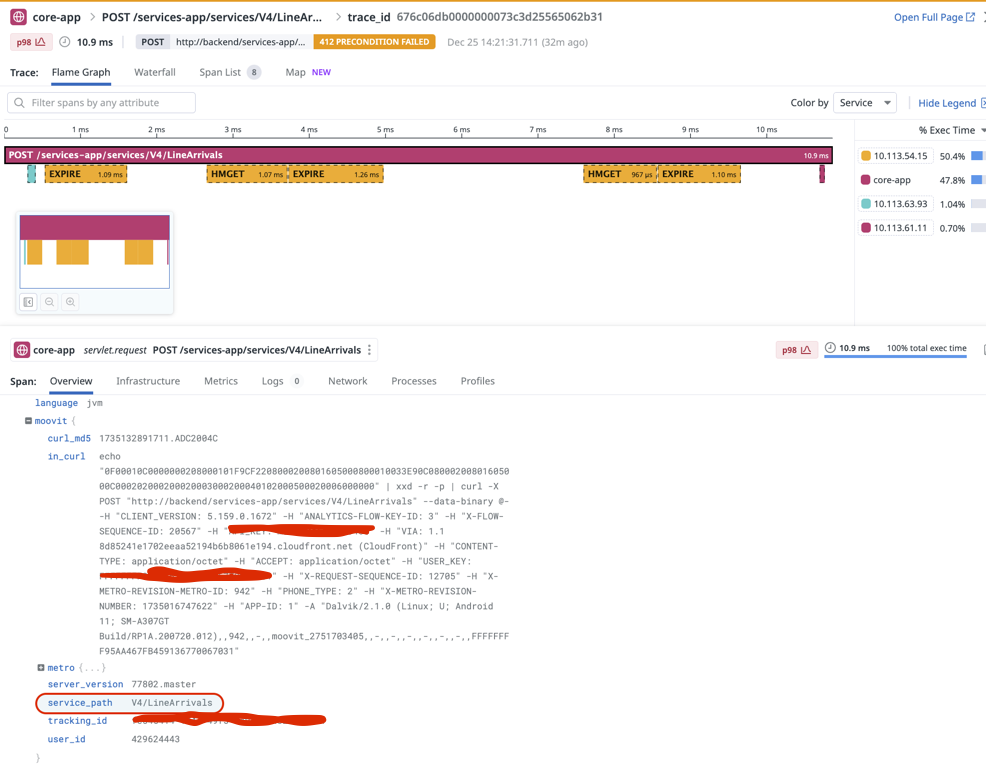 core-app > POST /services-app/services/V4/LineAr... > trace_id 676c06db0000000073c3d25565062b31
Open Full Page
p98 10.9 ms POST http://backend/services-app/... 412 PRECONDITION FAILED Dec 25 14:21:31.711 (32m ago)
Trace: Flame Graph Waterfall Span List 8 Map NEW
Filter spans by any attribute
Color by Service Hide Legend
0 1 ms 2 ms 3 ms 4 ms 5 ms 6 ms 7 ms 8 ms 9 ms 10 ms
% Exec Time
POST /services-app/services/V4/LineArrivals 10.9 ms
EXPIRE 1.09 ms HMGET 1.07 ms EXPIRE 1.26 ms HMGET 967 μs EXPIRE 1.10 ms
10.113.54.15 50.4%
core-app 47.8%
10.113.63.93 1.04%
10.113.61.11 0.70%
core-app servlet.request POST /services-app/services/V4/LineArrivals
p98 10.9 ms 100% total exec time
Span: Overview Infrastructure Metrics Logs 0 Network Processes Profiles
language jvm
moovit {
curl_md5 1735132891711.ADC2004C
in_curl echo
"0F00010C0000000208000101F9CF22080002000801605000800010033E90C080002008016050
00C000202000200020003000200040102000500020006000000" | xxd -r -p | curl -X
POST "http://backend/services-app/services/V4/LineArrivals" --data-binary @-
-H "CLIENT_VERSION: 5.159.0.1672" -H "ANALYTICS-FLOW-KEY-ID: 3" -H "X-FLOW-
SEQUENCE-ID: 20567" -H -H "VIA: 1.1
8d85241e1702eeaa52194b6b8061e194.cloudfront.net (CloudFront)" -H "CONTENT-
TYPE: application/octet" -H "ACCEPT: application/octet" -H "USER_KEY:
" -H "X-REQUEST-SEQUENCE-ID: 12705" -H "X-
METRO-REVISION-METRO-ID: 942" -H "PHONE_TYPE: 2" -H "X-METRO-REVISION-
NUMBER: 1735016747622" -H "APP-ID: 1" -A "Dalvik/2.1.0 (Linux; U; Android
11; SM-A307GT
Build/RP1A.200720.012),,942,,-,,moovit_2751703405,,-,,-,,-,,-,,-,,-,,FFFFFFF
F95AA467FB459136770067031"
metro {...}
server_version 77802.master
service_path V4/LineArrivals
tracking_id
user_id 429624443
}